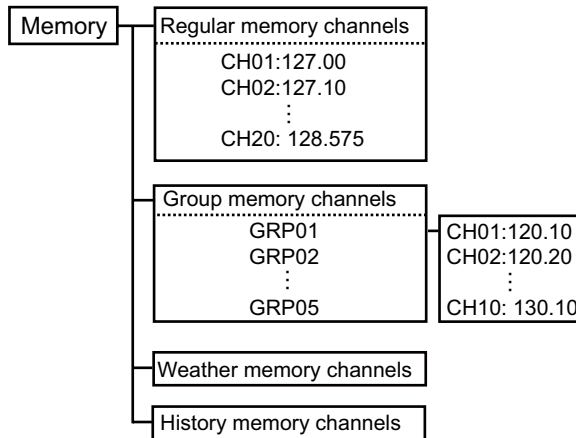 Memory
Regular memory channels
CH01:127.00
CH02:127.10
⋮
CH20: 128.575
Group memory channels
GRP01
GRP02
⋮
GRP05
CH01:120.10
CH02:120.20
⋮
CH10: 130.10
Weather memory channels
History memory channels